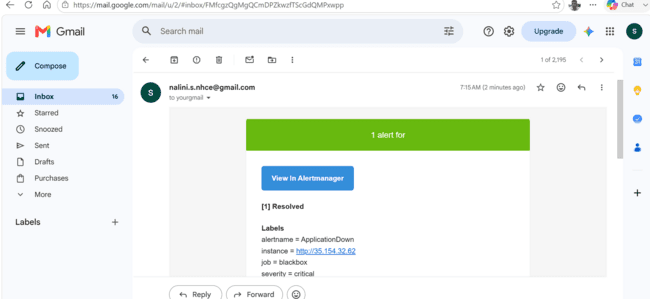 https://mail.google.com/mail/u/2/#inbox/FMfcgzQgMgQCmDPZkwzfTScGdQMPxwpp
Chat
Gmail
Search mail
Upgrade
S
Compose
1 of 2,195
Inbox 16
Starred
Snoozed
Sent
Drafts
Purchases
More
Labels
S
nalini.s.nhce@gmail.com
7:15 AM (2 minutes ago)
to yourgmail
1 alert for
View In Alertmanager
[1] Resolved
Labels
alertname = ApplicationDown
instance = http://35.154.32.62
job = blackbox
severity = critical
Reply
Forward